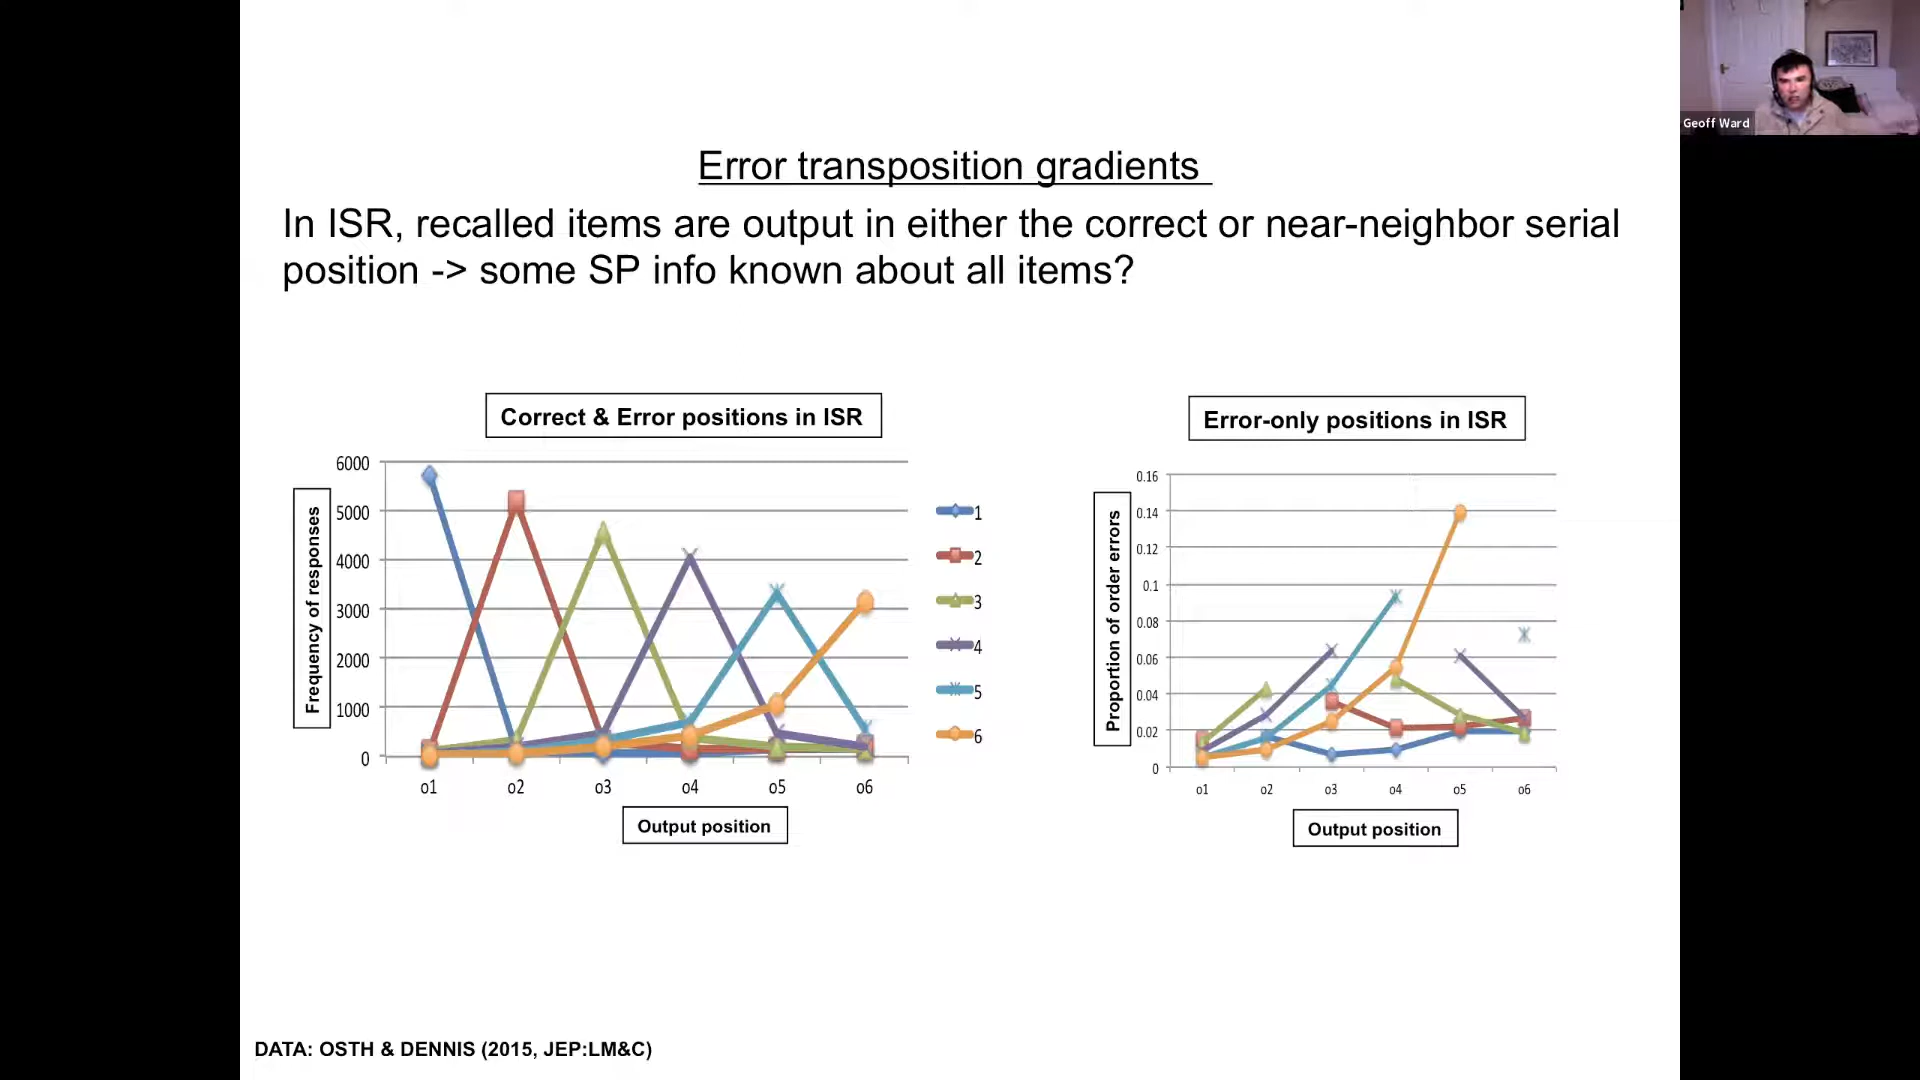 Geoff Ward
Error transposition gradients
In ISR, recalled items are output in either the correct or near-neighbor serial
position -> some SP info known about all items?
Correct & Error positions in ISR
Frequency of responses
6000
5000
4000
3000
2000
1000
0
o1 o2 o3 o4 o5 o6
Output position
1
2
3
4
5
6
Error-only positions in ISR
Proportion of order errors
0.16
0.14
0.12
0.1
0.08
0.06
0.04
0.02
0
o1 o2 o3 o4 o5 o6
Output position
DATA: OSTH & DENNIS (2015, JEP:LM&C)